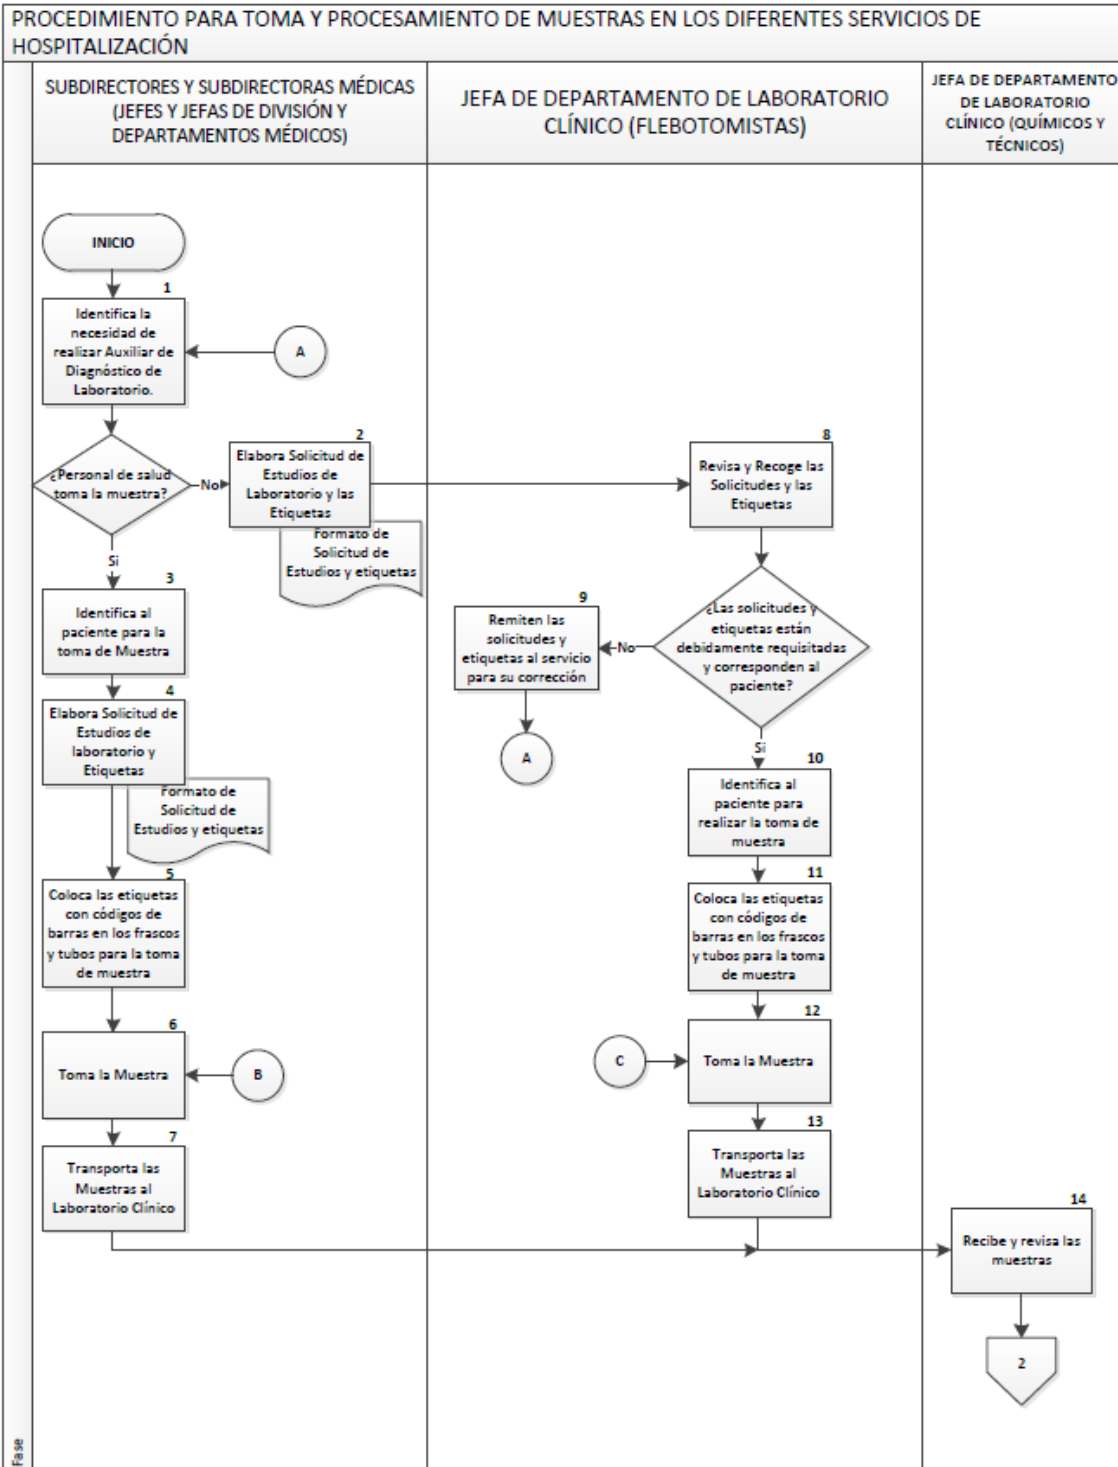 PROCEDIMIENTO PARA TOMA Y PROCESAMIENTO DE MUESTRAS EN LOS DIFERENTES SERVICIOS DE
HOSPITALIZACIÓN
SUBDIRECTORES Y SUBDIRECTORAS MÉDICAS
(JEFES Y JEFAS DE DIVISIÓN Y
DEPARTAMENTOS MÉDICOS)
JEFA DE DEPARTAMENTO DE LABORATORIO
CLÍNICO (FLEBOTOMISTAS)
JEFA DE DEPARTAMENTO
DE LABORATORIO
CLÍNICO (QUÍMICOS Y
TÉCNICOS)
INICIO
1
Identifica la
necesidad de
realizar Auxiliar de
Diagnóstico de
Laboratorio.
A
¿Personal de salud
toma la muestra?
No
2
Elabora Solicitud de
Estudios de
Laboratorio y las
Etiquetas
Formato de
Solicitud de
Estudios y etiquetas
Si
3
Identifica al
paciente para la
toma de Muestra
4
Elabora Solicitud de
Estudios de
laboratorio y
Etiquetas
Formato de
Solicitud de
Estudios y etiquetas
5
Coloca las etiquetas
con códigos de
barras en los frascos
y tubos para la toma
de muestra
6
Toma la Muestra
B
7
Transporta las
Muestras al
Laboratorio Clínico
8
Revisa y Recoge las
Solicitudes y las
Etiquetas
¿Las solicitudes y
etiquetas están
debidamente requisitadas
y corresponden al
paciente?
No
9
Remiten las
solicitudes y
etiquetas al servicio
para su corrección
A
Si
10
Identifica al
paciente para
realizar la toma de
muestra
11
Coloca las etiquetas
con códigos de
barras en los frascos
y tubos para la toma
de muestra
12
C
Toma la Muestra
13
Transporta las
Muestras al
Laboratorio Clínico
14
Recibe y revisa las
muestras
2
Fase